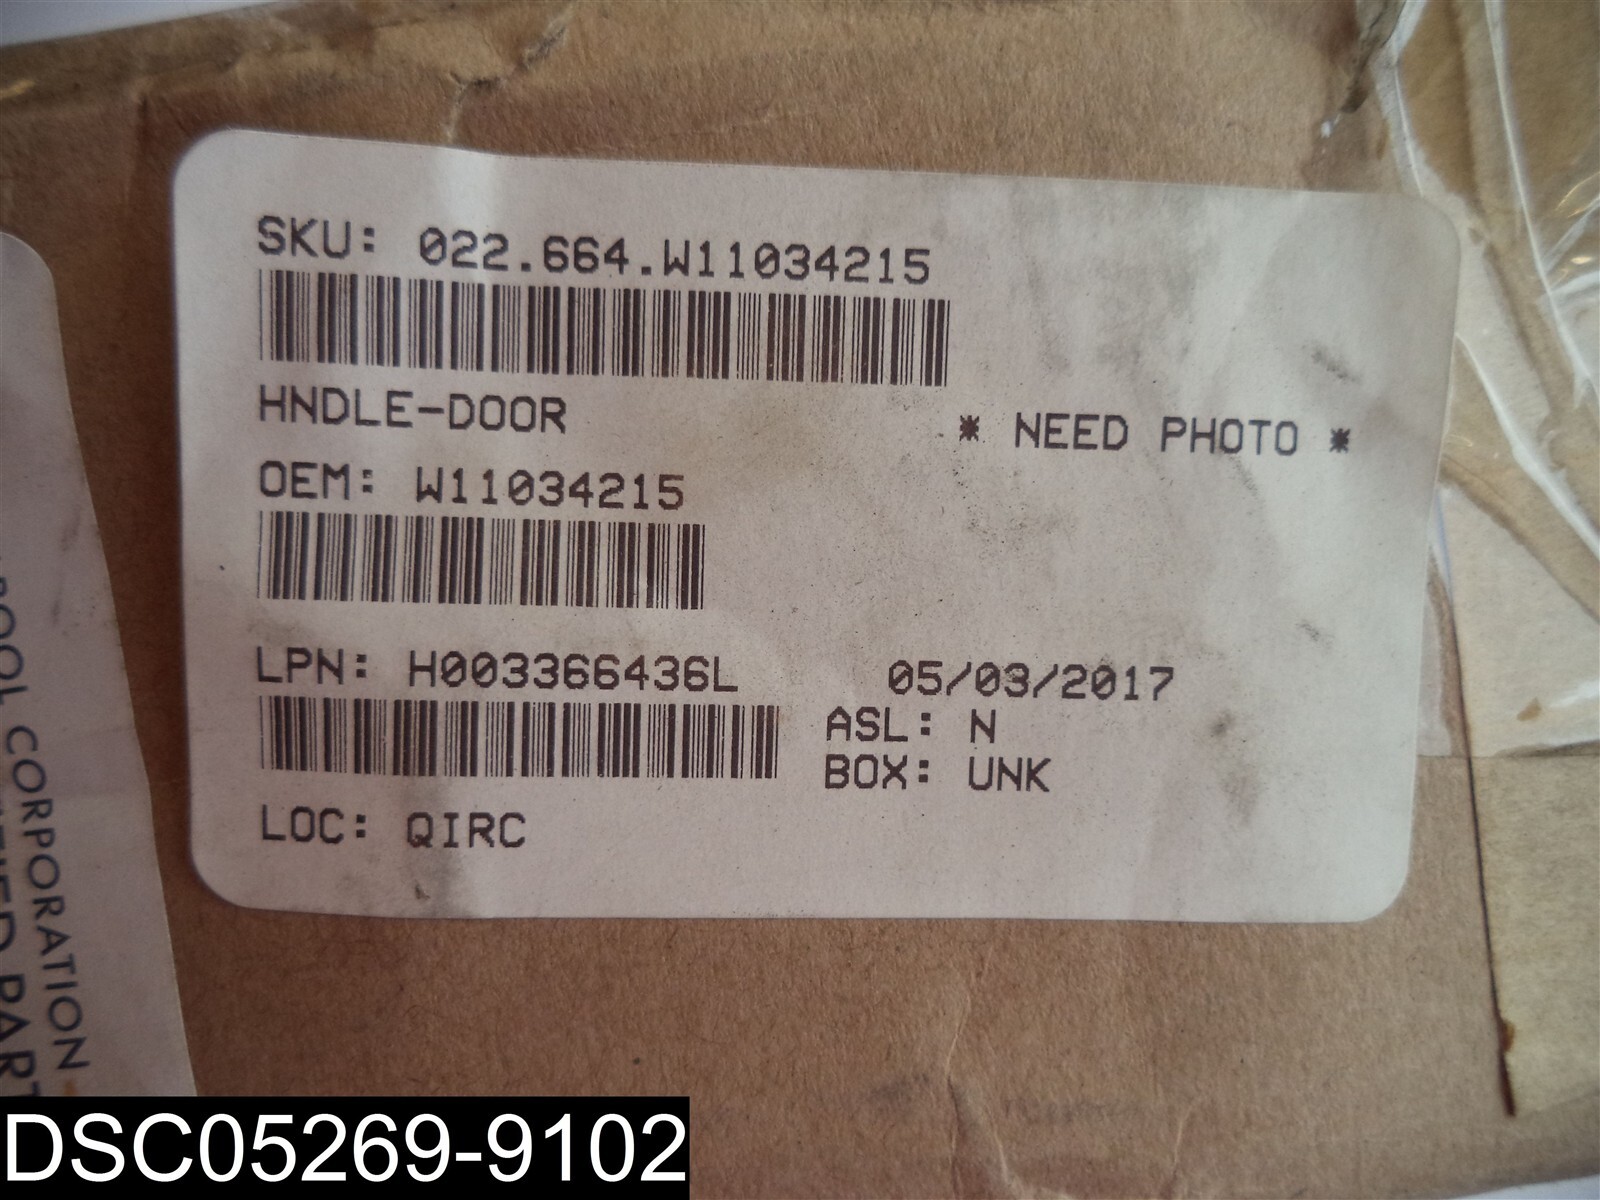 SKU: 022.664.W11034215
HNDLE-DOOR
* NEED PHOTO *
OEM: W11034215
LPN: H003366436L
05/03/2017
ASL: N
BOX: UNK
LOC: QIRC
CORPORATION
DSC05269-9102